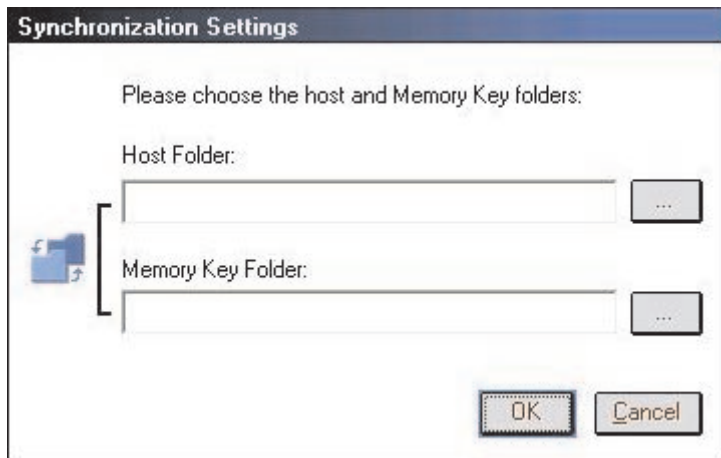 Synchronization Settings
Please choose the host and Memory Key folders:
Host Folder:
...
Memory Key Folder:
...
OK Cancel